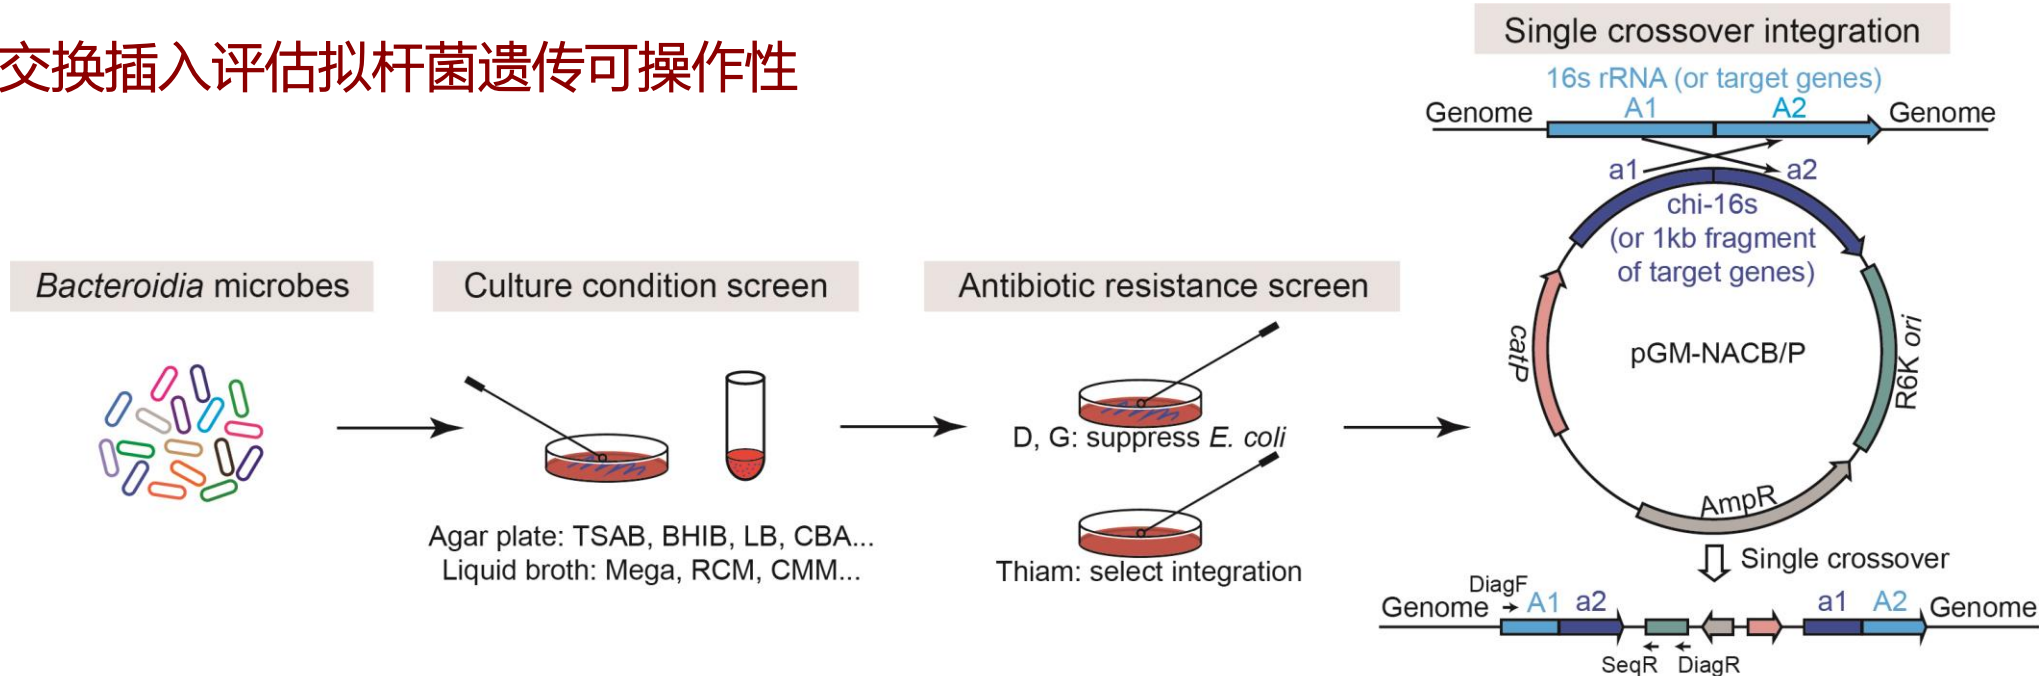 交换插入评估拟杆菌遗传可操作性
Bacteroidia microbes
Culture condition screen
Agar plate: TSAB, BHIB, LB, CBA...
Liquid broth: Mega, RCM, CMM...
Antibiotic resistance screen
D, G: suppress E. coli
Thiam: select integration
Single crossover integration
16s rRNA (or target genes)
Genome A1 A2 Genome
a1 a2
chi-16s
(or 1kb fragment
of target genes)
catP
pGM-NACB/P
R6K ori
AmpR
Single crossover
DiagF
Genome A1 a2 a1 A2 Genome
SeqR DiagR